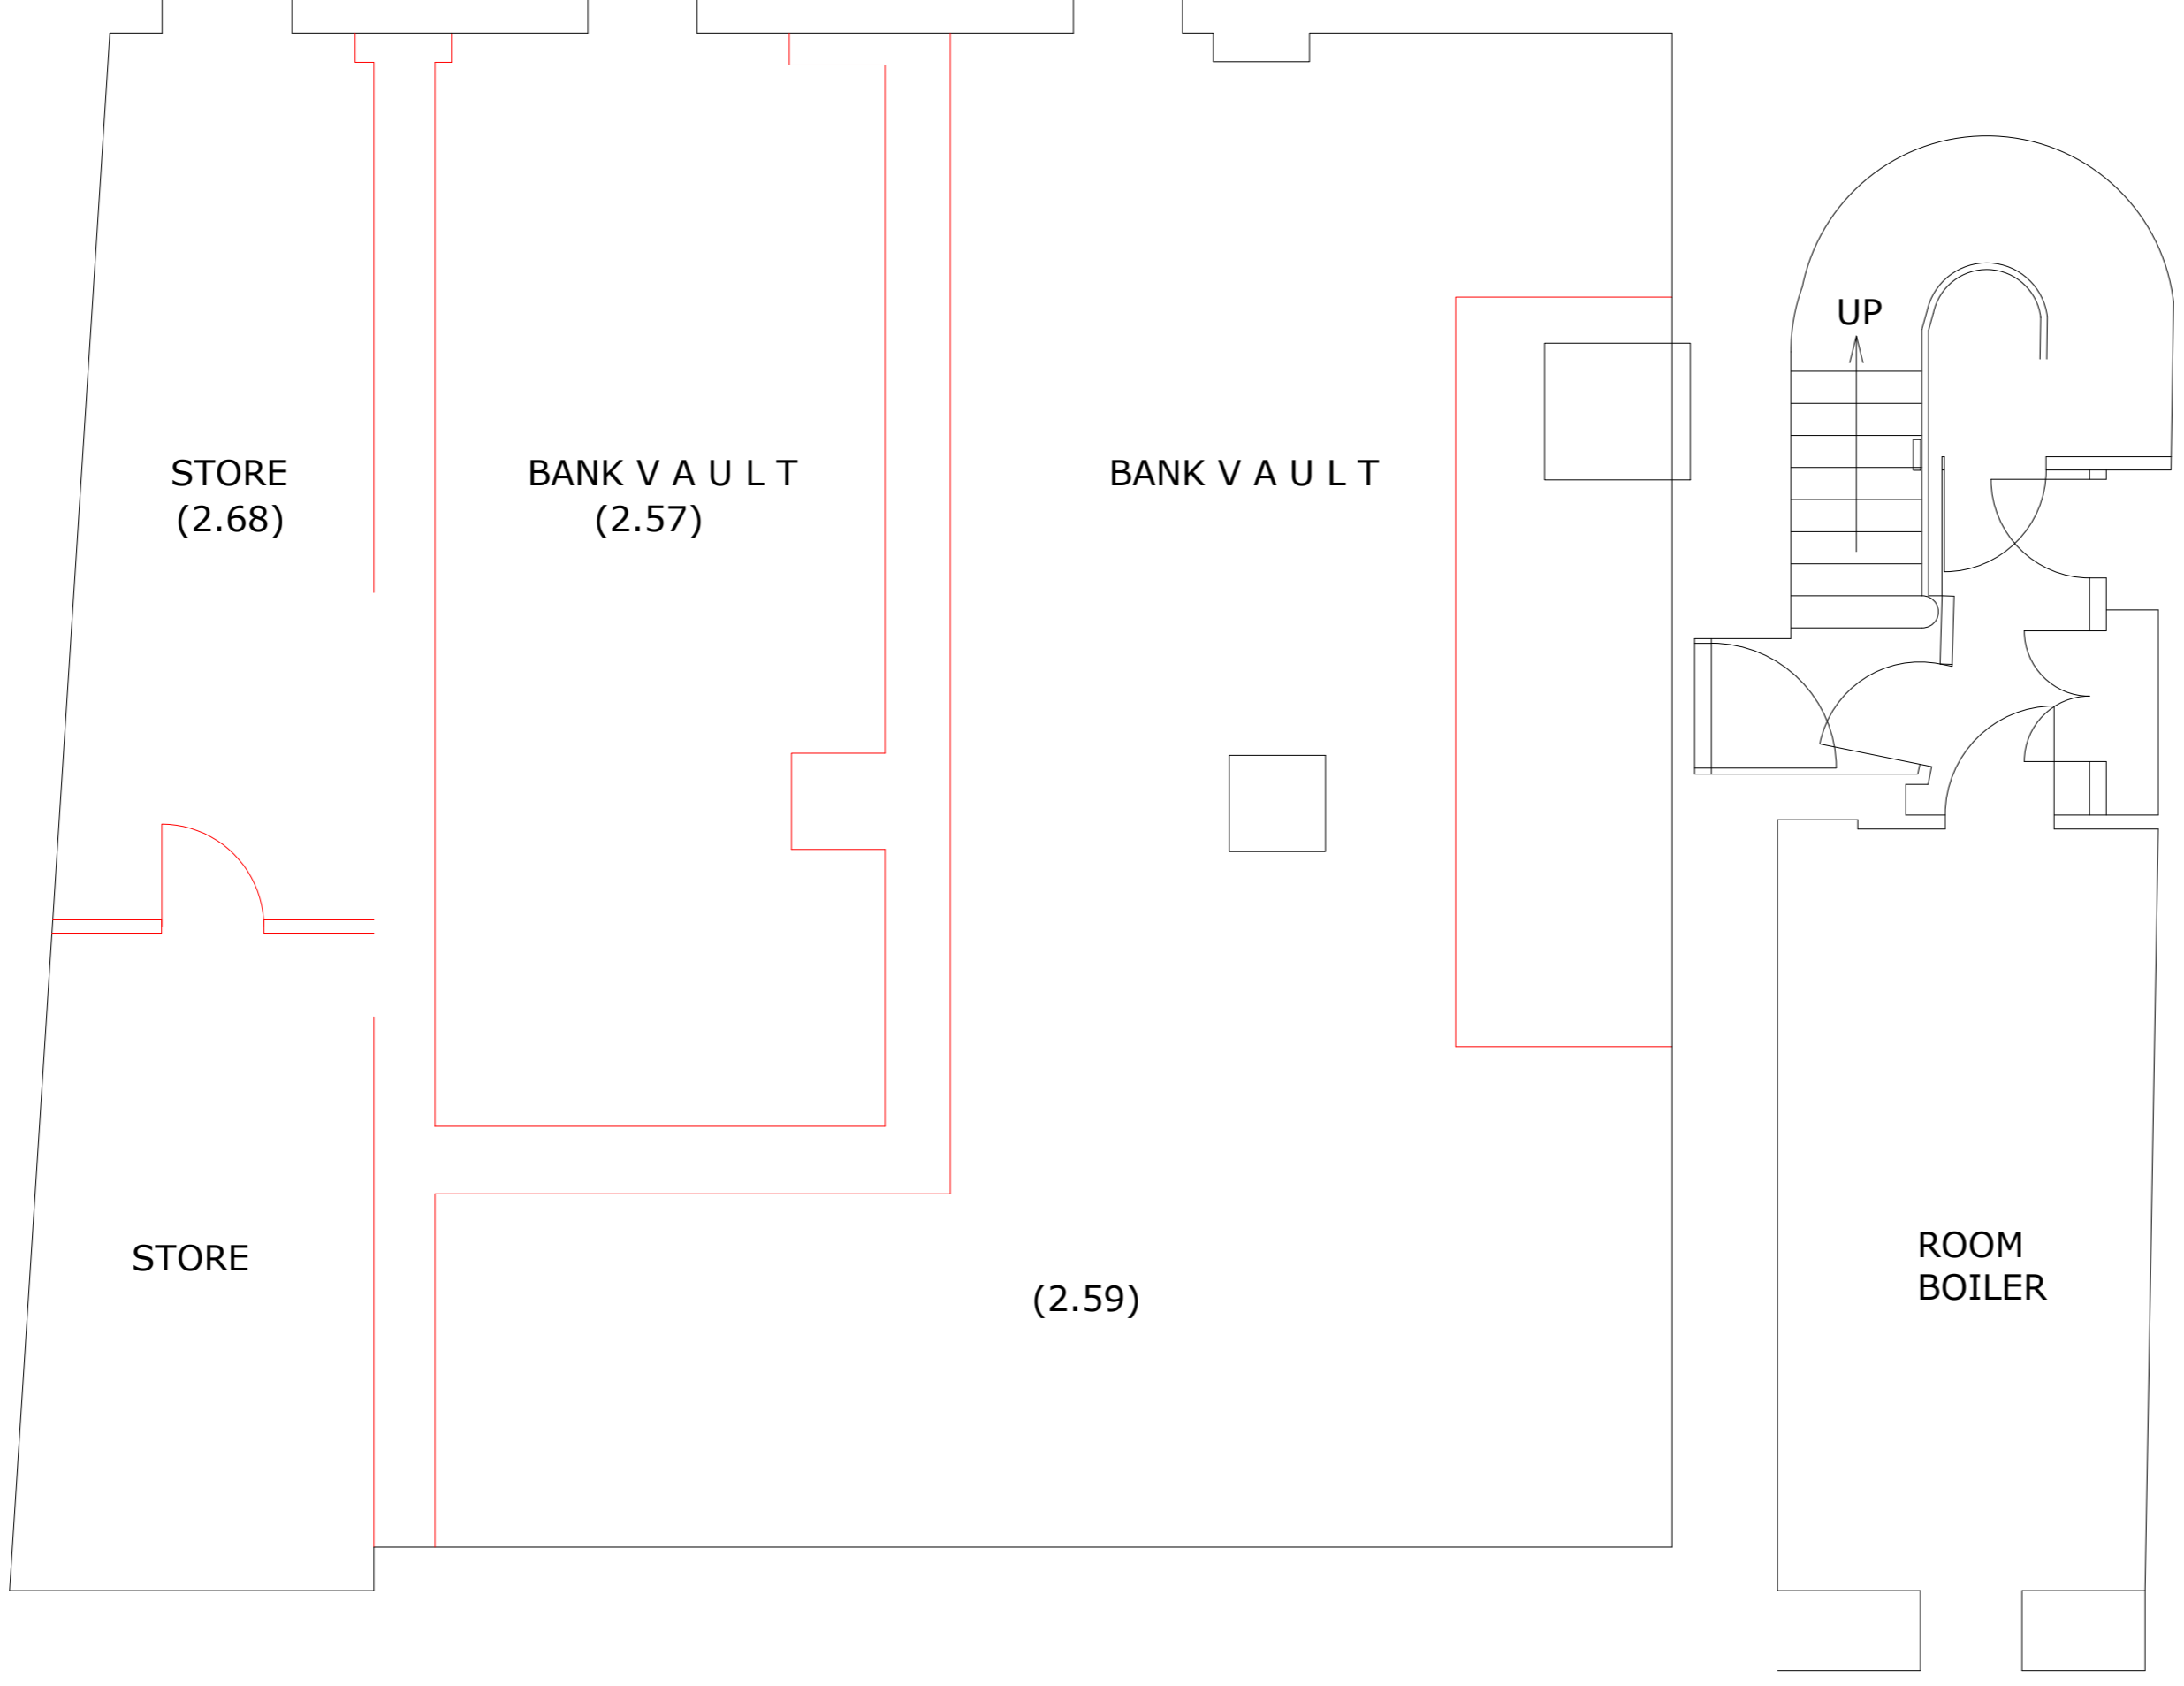 UP
STORE
(2.68)
BANK V A U L T
(2.57)
BANK V A U L T
STORE
(2.59)
ROOM
BOILER